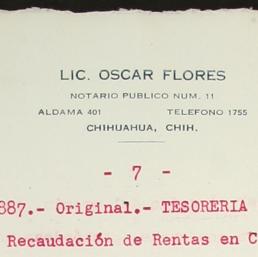 LIC. OSCAR FLORES
NOTARIO PUBLICO NUM. 11
ALDAMA 401 TELEFONO 1755
CHIHUAHUA, CHIH.
- 7 -
887.- Original.- TESORERIA
Recaudación de Rentas en C